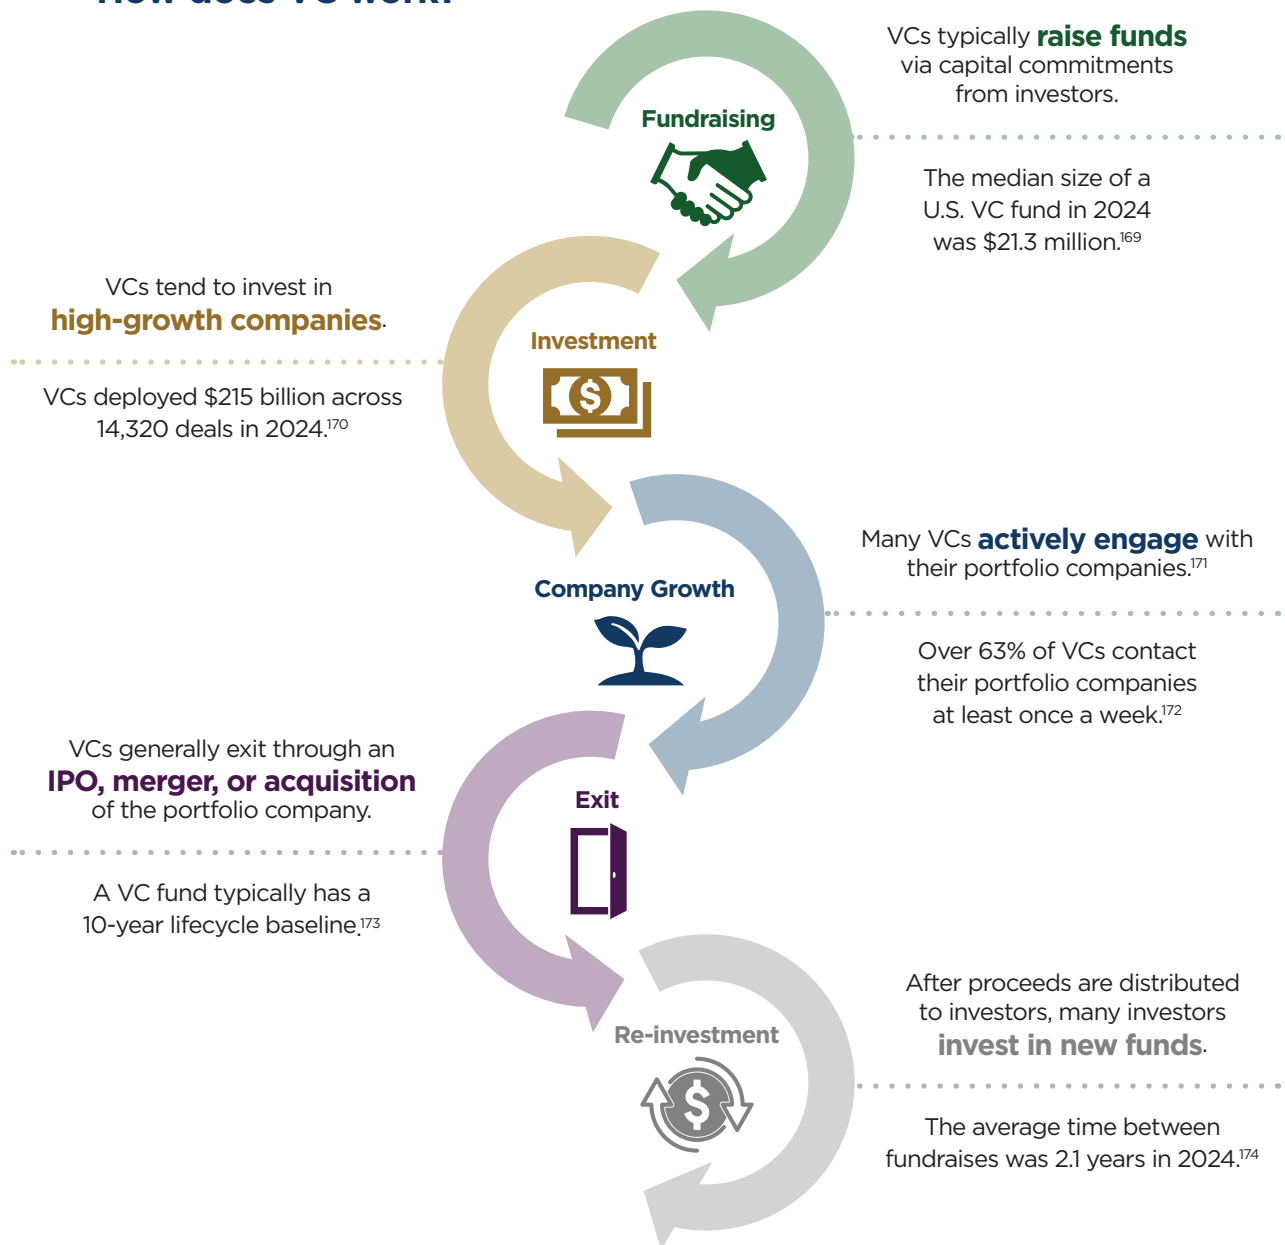 How does VC work?
VCs typically raise funds
via capital commitments
from investors.
Fundraising
The median size of a
U.S. VC fund in 2024
was $21.3 million.169
VCs tend to invest in
high-growth companies.
Investment
VCs deployed $215 billion across
14,320 deals in 2024.170
Many VCs actively engage with
their portfolio companies.171
Company Growth
Over 63% of VCs contact
their portfolio companies
at least once a week.172
VCs generally exit through an
IPO, merger, or acquisition
of the portfolio company.
Exit
A VC fund typically has a
10-year lifecycle baseline.173
After proceeds are distributed
to investors, many investors
invest in new funds.
Re-investment
The average time between
fundraises was 2.1 years in 2024.174